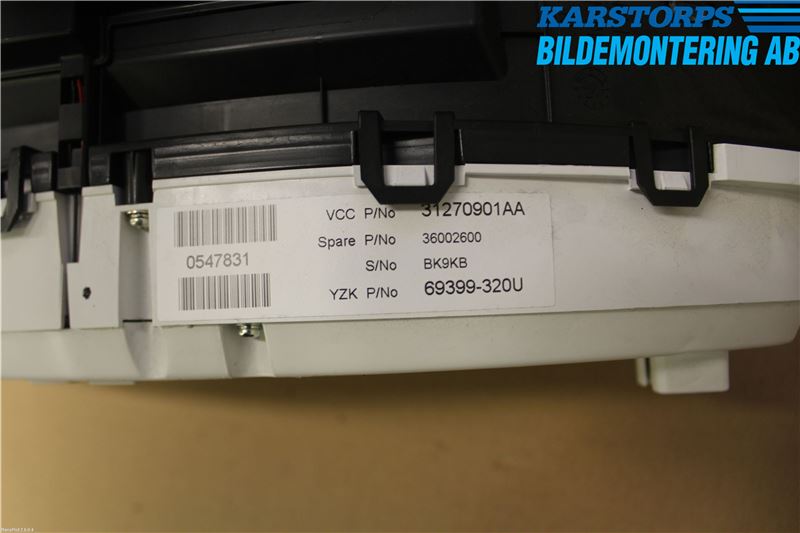 KARSTORPS
BILDEMONTERING AB
VCC P/No 31270901AA
Spare P/No 36002600
0547831
S/No BK9KB
YZK P/No 69399-320U